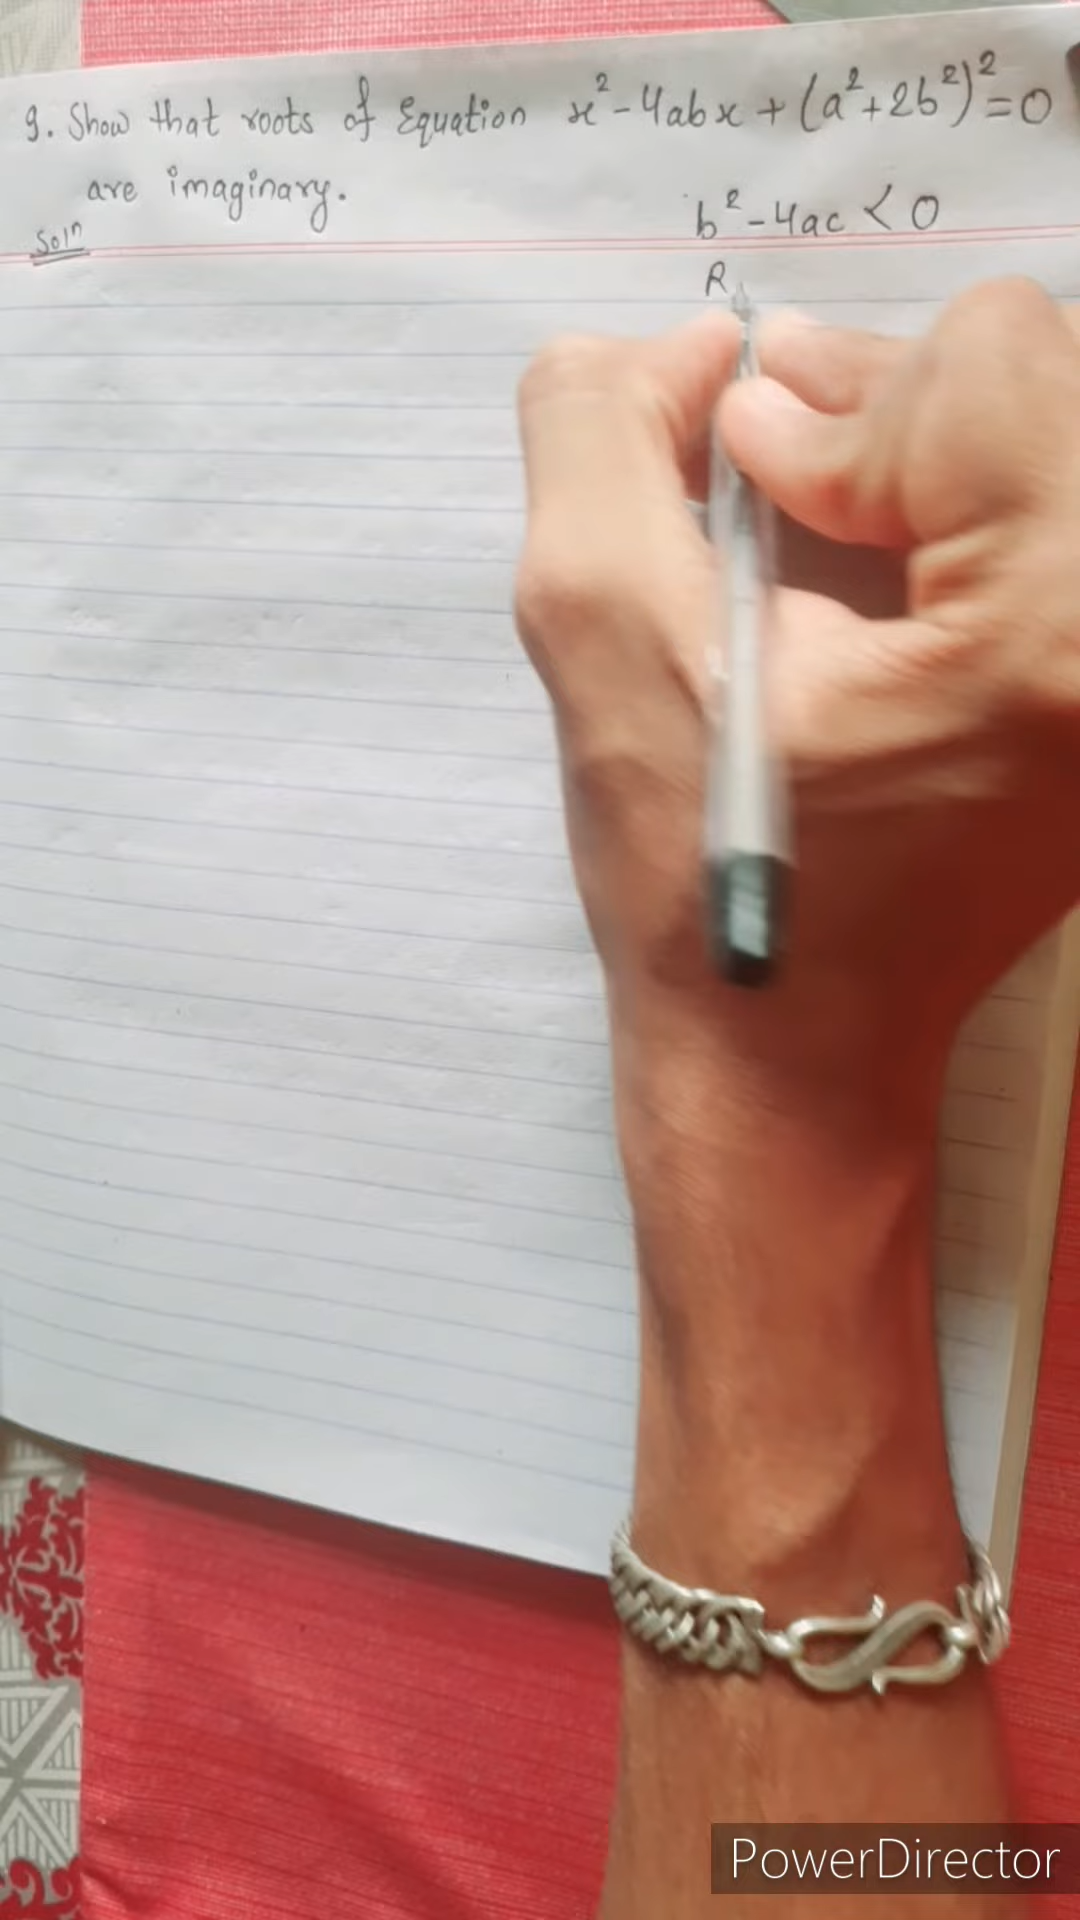 9. Show that roots of Equation x² - 4abx + (a² + 2b²)² = 0
are imaginary.
b² - 4ac < 0
Solⁿ
R
PowerDirector